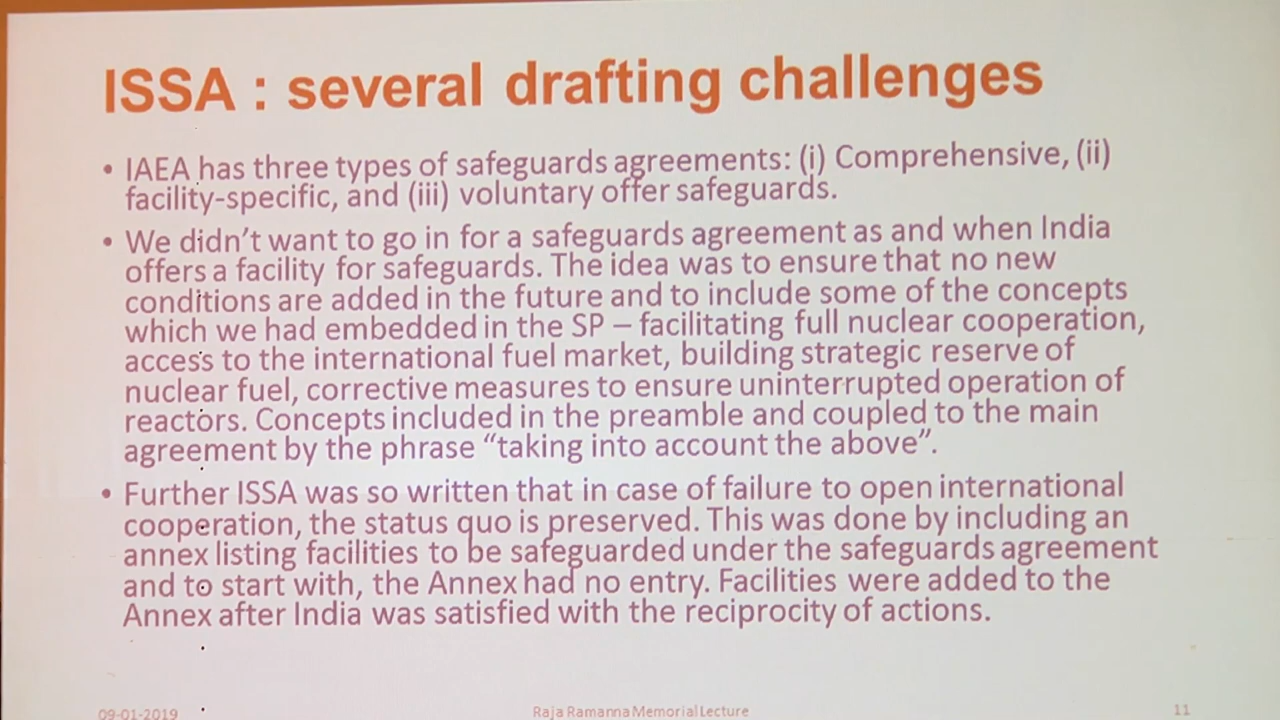 ISSA : several drafting challenges
• IAEA has three types of safeguards agreements: (i) Comprehensive, (ii)
facility-specific, and (iii) voluntary offer safeguards.
• We didn't want to go in for a safeguards agreement as and when India
offers a facility for safeguards. The idea was to ensure that no new
conditions are added in the future and to include some of the concepts
which we had embedded in the SP – facilitating full nuclear cooperation,
access to the international fuel market, building strategic reserve of
nuclear fuel, corrective measures to ensure uninterrupted operation of
reactors. Concepts included in the preamble and coupled to the main
agreement by the phrase “taking into account the above”.
• Further ISSA was so written that in case of failure to open international
cooperation, the status quo is preserved. This was done by including an
annex listing facilities to be safeguarded under the safeguards agreement
and to start with, the Annex had no entry. Facilities were added to the
Annex after India was satisfied with the reciprocity of actions.
09-01-2019 Raja Ramanna Memorial Lecture 11